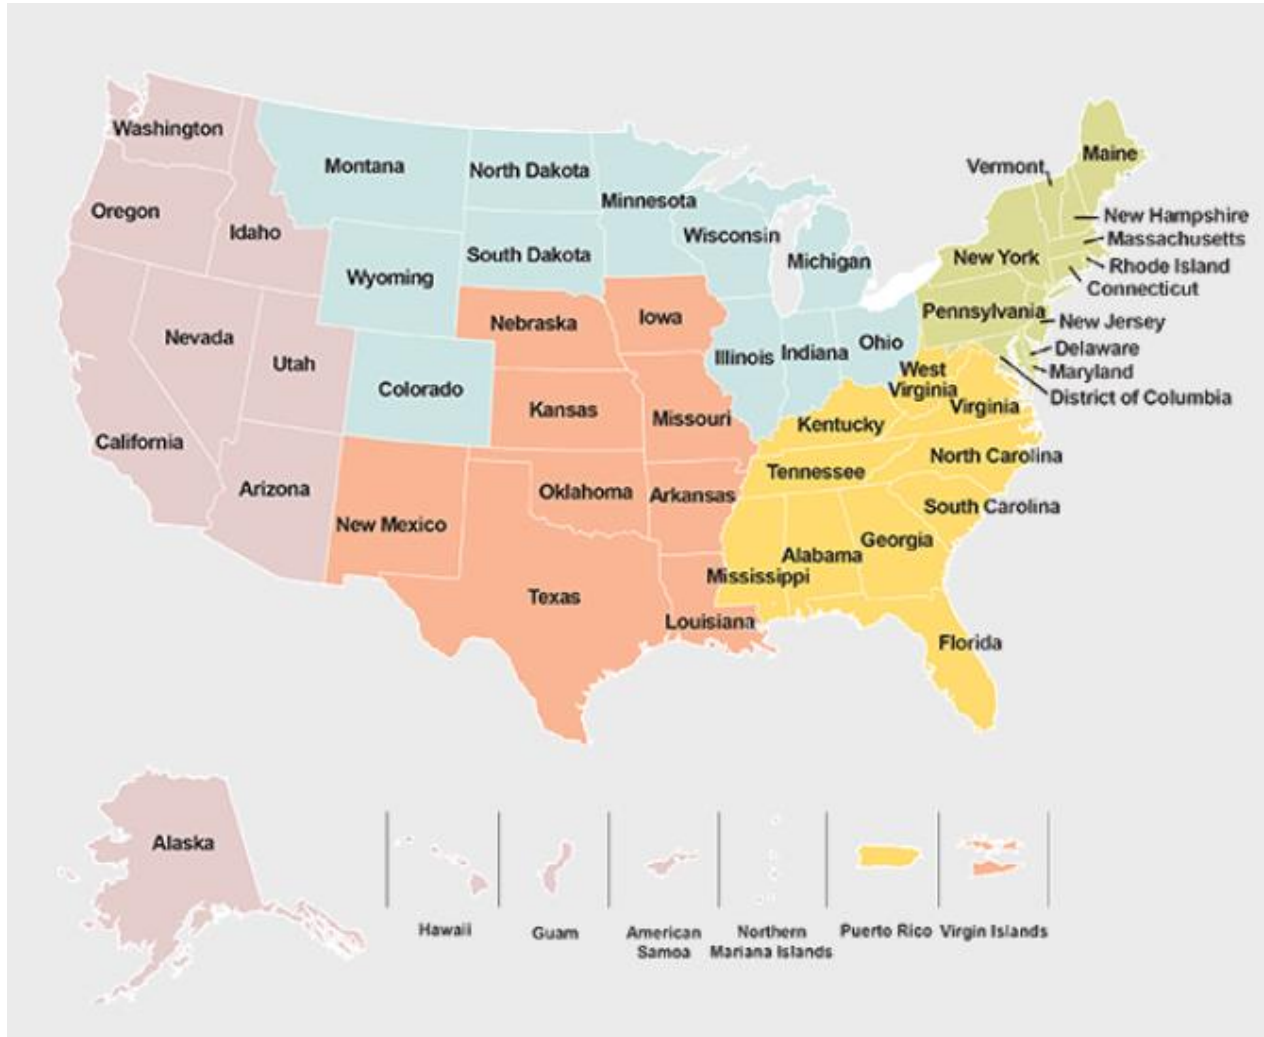 Washington
Montana
North Dakota
Minnesota
Vermont
Maine
Oregon
Idaho
Wyoming
South Dakota
Wisconsin
Michigan
New York
New Hampshire
Massachusetts
Rhode Island
Connecticut
Nevada
Utah
Colorado
Nebraska
Iowa
Illinois
Indiana
Ohio
Pennsylvania
New Jersey
Delaware
Maryland
District of Columbia
California
Arizona
New Mexico
Kansas
Missouri
Kentucky
West
Virginia
Virginia
Oklahoma
Arkansas
Tennessee
North Carolina
South Carolina
Texas
Louisiana
Mississippi
Alabama
Georgia
Florida
Alaska
Hawaii
Guam
American
Samoa
Northern
Mariana Islands
Puerto Rico
Virgin Islands